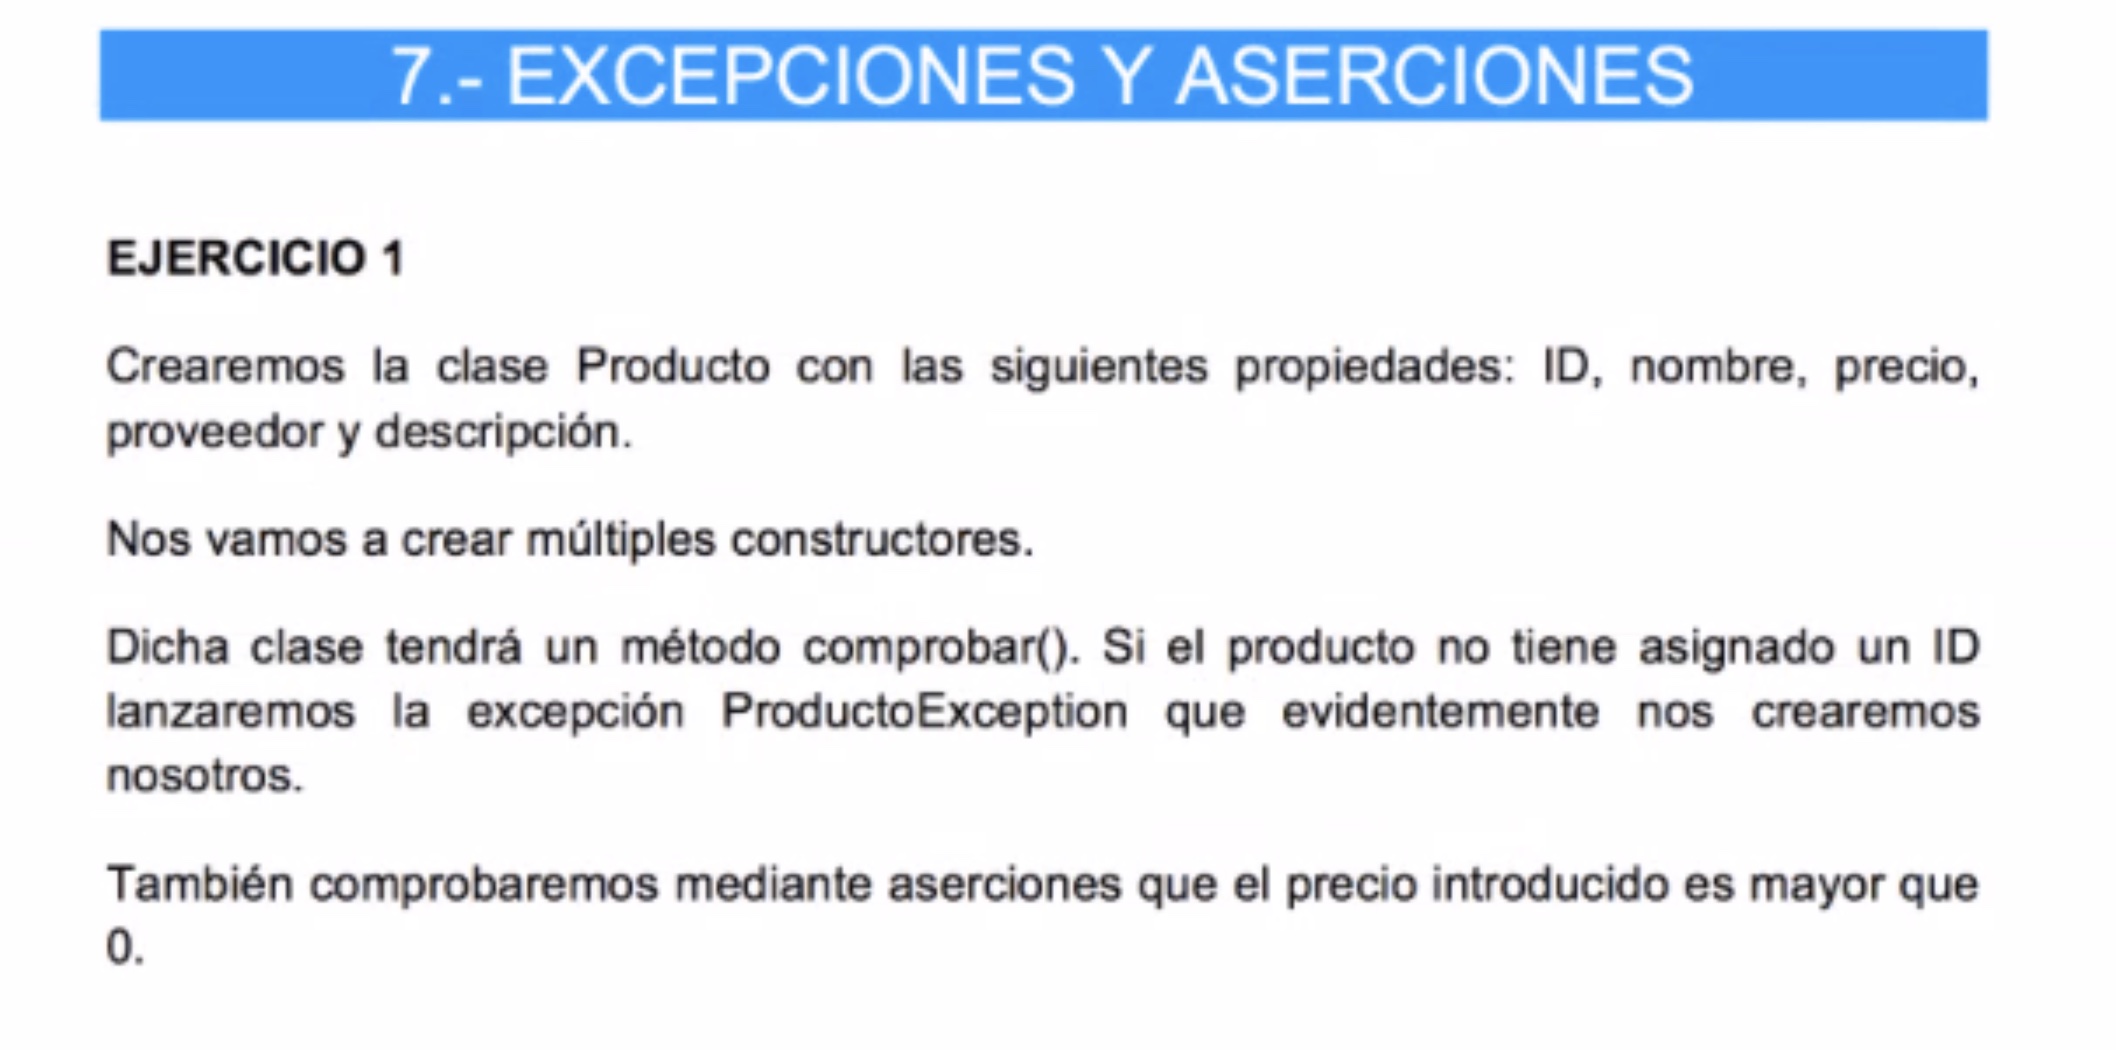 7.- EXCEPCIONES Y ASERCIONES
EJERCICIO 1
Crearemos la clase Producto con las siguientes propiedades: ID, nombre, precio,
proveedor y descripción.
Nos vamos a crear múltiples constructores.
Dicha clase tendrá un método comprobar(). Si el producto no tiene asignado un ID
lanzaremos la excepción ProductoException que evidentemente nos crearemos
nosotros.
También comprobaremos mediante aserciones que el precio introducido es mayor que
0.